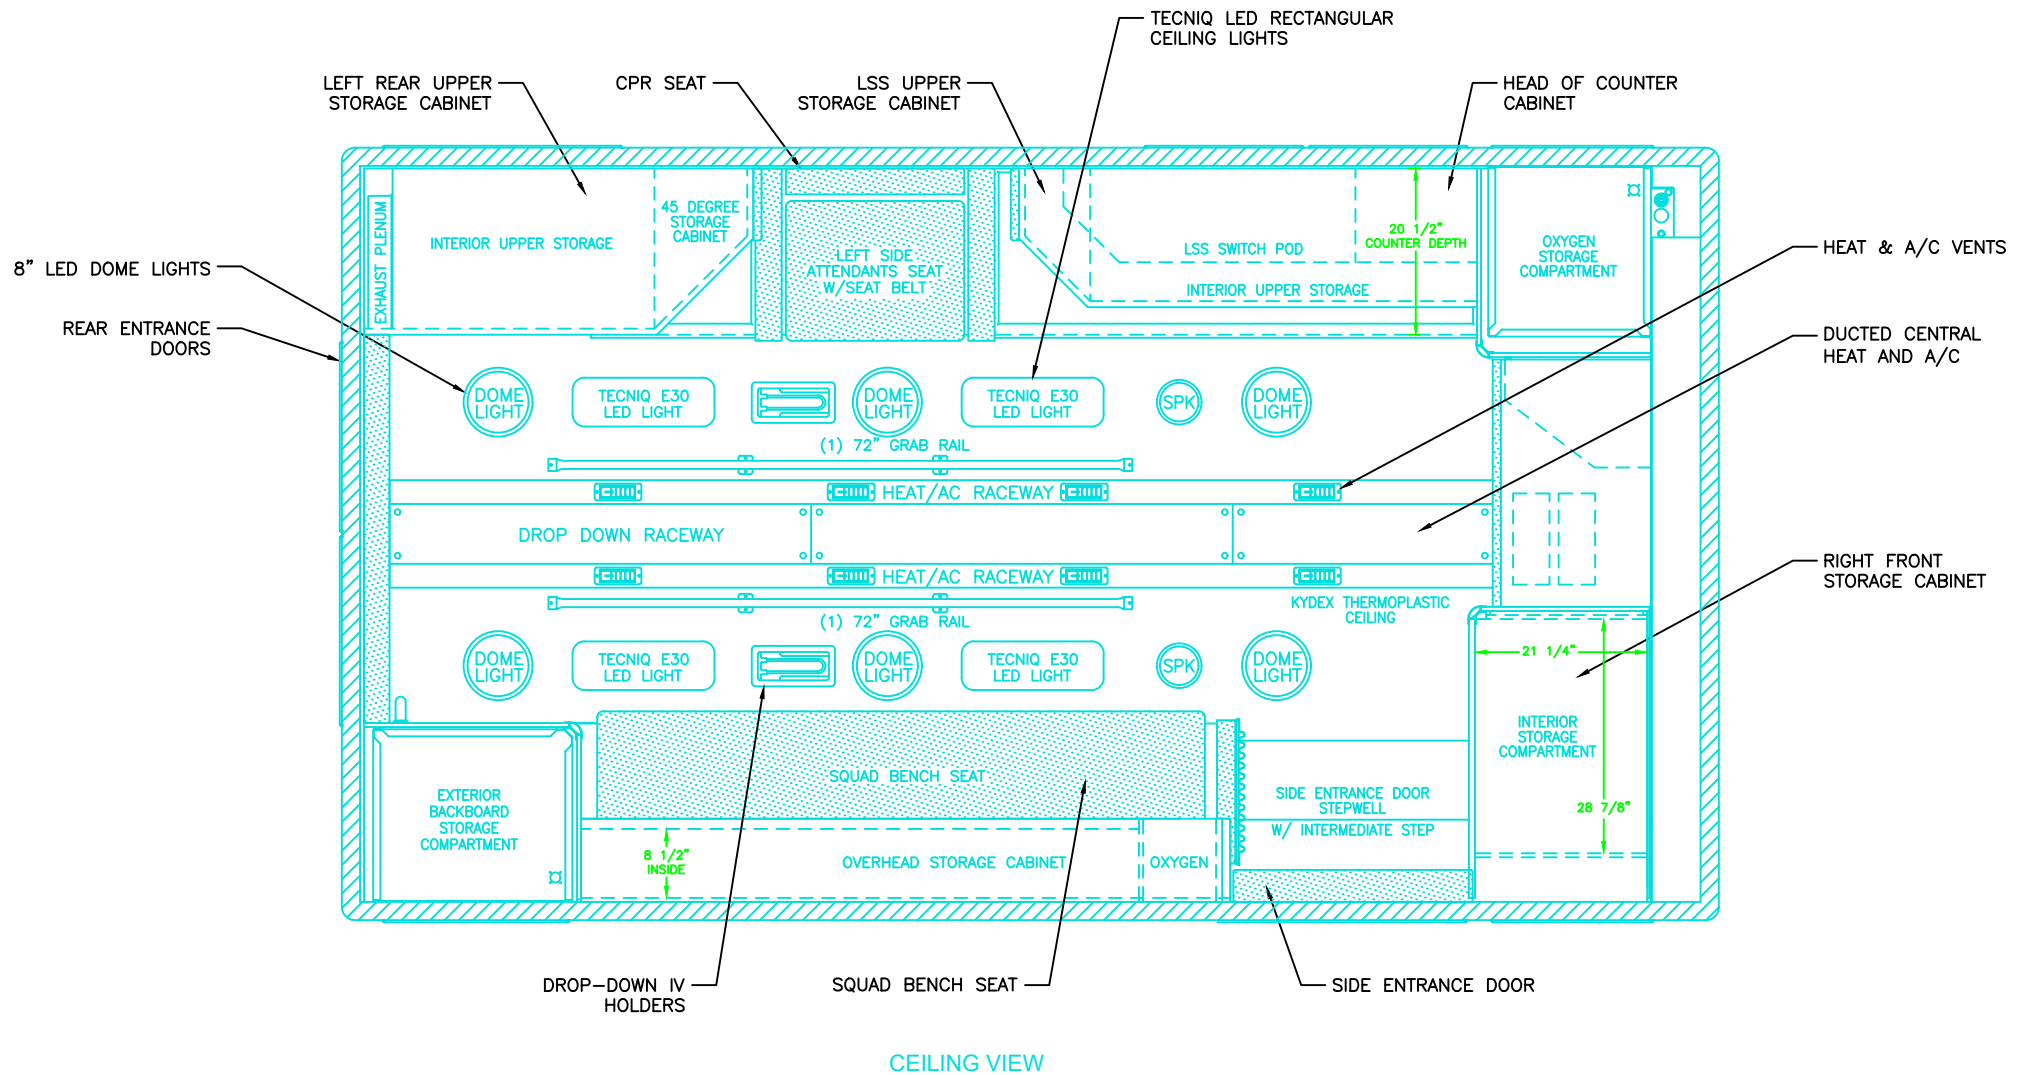 TECNIQ LED RECTANGULAR
CEILING LIGHTS
LEFT REAR UPPER
STORAGE CABINET
CPR SEAT
LSS UPPER
STORAGE CABINET
HEAD OF COUNTER
CABINET
8" LED DOME LIGHTS
REAR ENTRANCE
DOORS
HEAT & A/C VENTS
DUCTED CENTRAL
HEAT AND A/C
RIGHT FRONT
STORAGE CABINET
EXHAUST PLENUM
INTERIOR UPPER STORAGE
45 DEGREE
STORAGE
CABINET
LEFT SIDE
ATTENDANTS SEAT
W/SEAT BELT
LSS SWITCH POD
INTERIOR UPPER STORAGE
20 1/2"
COUNTER DEPTH
OXYGEN
STORAGE
COMPARTMENT
DOME
LIGHT
TECNIQ E30
LED LIGHT
DOME
LIGHT
TECNIQ E30
LED LIGHT
SPK
DOME
LIGHT
(1) 72" GRAB RAIL
HEAT/AC RACEWAY
DROP DOWN RACEWAY
HEAT/AC RACEWAY
(1) 72" GRAB RAIL
KYDEX THERMOPLASTIC
CEILING
DOME
LIGHT
TECNIQ E30
LED LIGHT
DOME
LIGHT
TECNIQ E30
LED LIGHT
SPK
DOME
LIGHT
21 1/4"
INTERIOR
STORAGE
COMPARTMENT
28 7/8"
EXTERIOR
BACKBOARD
STORAGE
COMPARTMENT
SQUAD BENCH SEAT
SIDE ENTRANCE DOOR
STEPWELL
W/ INTERMEDIATE STEP
8 1/2"
INSIDE
OVERHEAD STORAGE CABINET
OXYGEN
DROP-DOWN IV
HOLDERS
SQUAD BENCH SEAT
SIDE ENTRANCE DOOR
CEILING VIEW